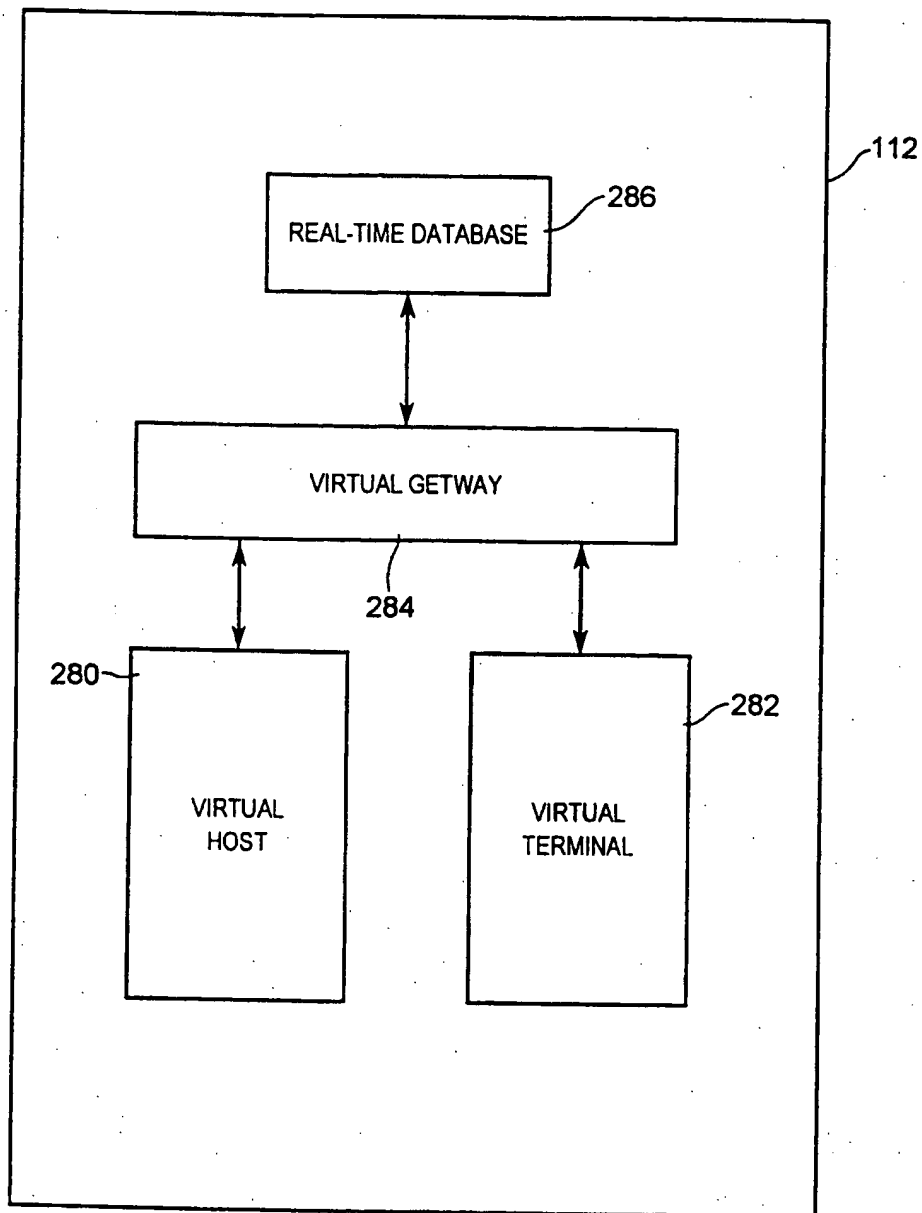 112
286
REAL-TIME DATABASE
VIRTUAL GETWAY
284
280
282
VIRTUAL
HOST
VIRTUAL
TERMINAL